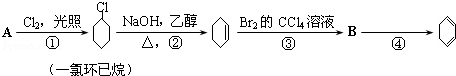 Cl
A Cl₂，光照 ① NaOH，乙醇 △，② Br₂的CCl₄溶液 ③ B ④
（一氯环已烷）